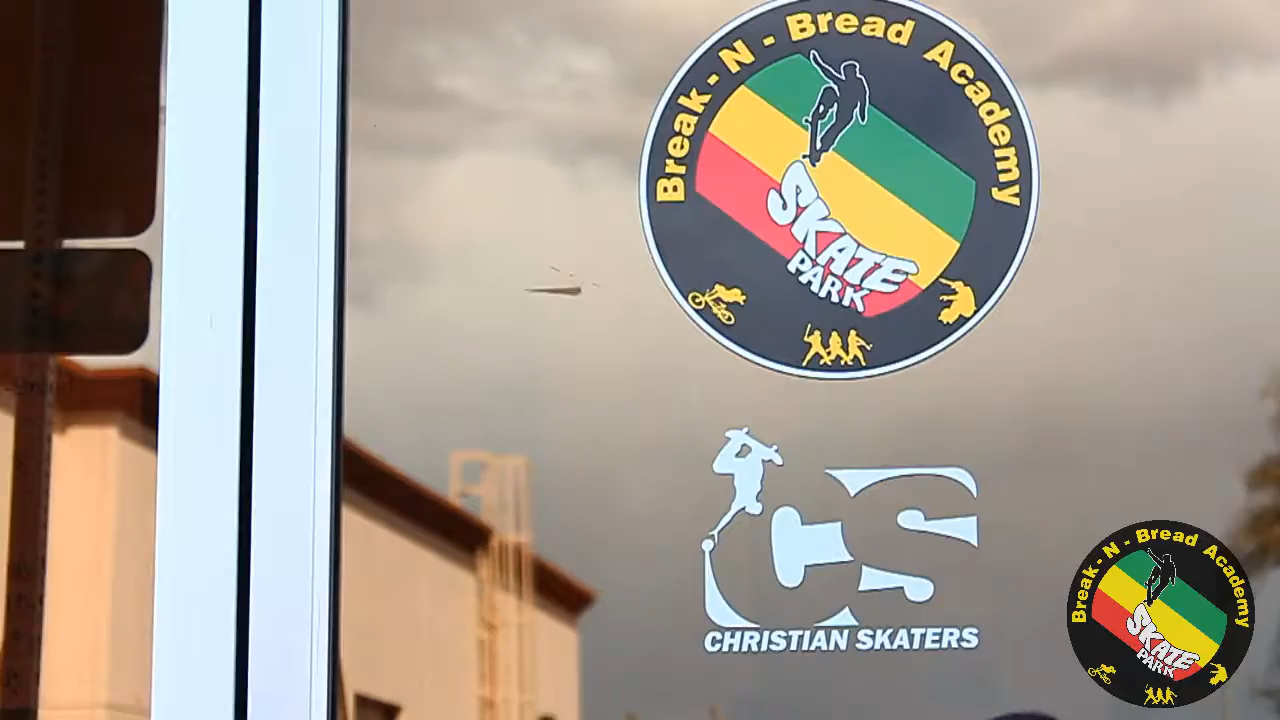 Break - N - Bread Academy
SKATE
PARK
CS
CHRISTIAN SKATERS
Break - N - Bread Academy
SKATE
PARK